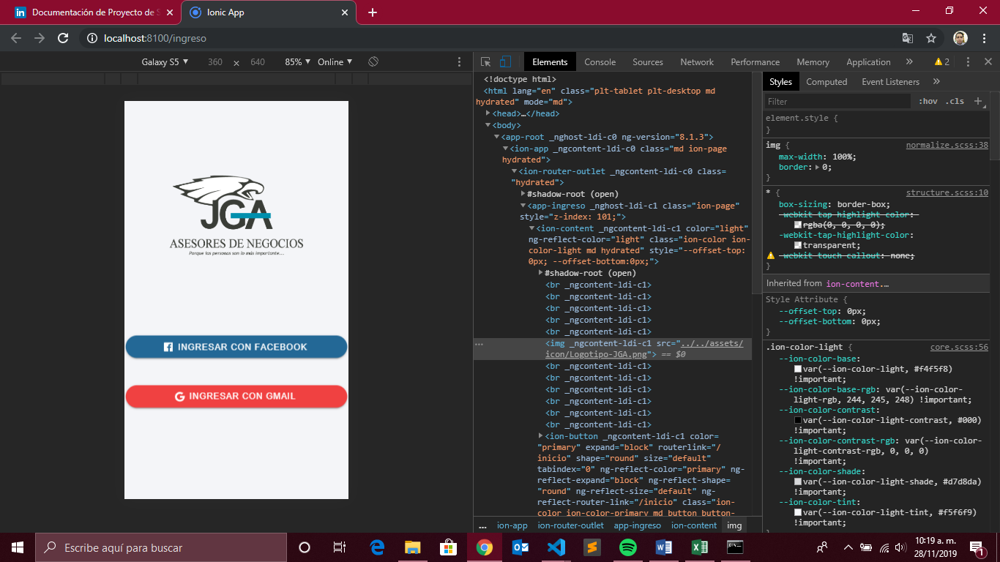 Documentación de Proyecto de S
Ionic App
localhost:8100/ingreso
Galaxy S5
360 × 640
85%
Online
JGA
ASESORES DE NEGOCIOS
Porque las personas son lo más importante...
INGRESAR CON FACEBOOK
INGRESAR CON GMAIL
Elements
Console
Sources
Network
Performance
Memory
Application
2
<!doctype html>
<html lang="en" class="plt-tablet plt-desktop md
hydrated" mode="md">
<head>…</head>
<body>
<app-root _nghost-ldi-c0 ng-version="8.1.3">
<ion-app _ngcontent-ldi-c0 class="md ion-page
hydrated">
<ion-router-outlet _ngcontent-ldi-c0 class=
"hydrated">
#shadow-root (open)
<app-ingreso _nghost-ldi-c1 class="ion-page"
style="z-index: 101;">
<ion-content _ngcontent-ldi-c1 color="light"
ng-reflect-color="light" class="ion-color ion-
color-light md hydrated" style="--offset-top:
0px; --offset-bottom:0px;">
#shadow-root (open)
<br _ngcontent-ldi-c1>
<br _ngcontent-ldi-c1>
<br _ngcontent-ldi-c1>
<br _ngcontent-ldi-c1>
<br _ngcontent-ldi-c1>
<img _ngcontent-ldi-c1 src="../../assets/
icon/Logotipo-JGA.png"> == $0
<br _ngcontent-ldi-c1>
<br _ngcontent-ldi-c1>
<br _ngcontent-ldi-c1>
<br _ngcontent-ldi-c1>
<br _ngcontent-ldi-c1>
<br _ngcontent-ldi-c1>
<ion-button _ngcontent-ldi-c1 color=
"primary" expand="block" routerlink="/
inicio" shape="round" size="default"
tabindex="0" ng-reflect-color="primary" ng-
reflect-expand="block" ng-reflect-shape=
"round" ng-reflect-size="default" ng-
reflect-router-link="/inicio" class="ion-
color ion-color-primary md button button-
... ion-app ion-router-outlet app-ingreso ion-content img
Styles
Computed
Event Listeners
Filter
:hov
.cls
element.style {
}
img {
normalize.scss:38
max-width: 100%;
border: 0;
}
* {
structure.scss:10
box-sizing: border-box;
-webkit-tap-highlight-color:
rgba(0, 0, 0, 0);
-webkit-tap-highlight-color:
transparent;
-webkit-touch-callout: none;
}
Inherited from ion-content.…
Style Attribute {
--offset-top: 0px;
--offset-bottom: 0px;
}
.ion-color-light {
core.scss:56
--ion-color-base:
var(--ion-color-light, #f4f5f8)
!important;
--ion-color-base-rgb: var(--ion-color-
light-rgb, 244, 245, 248) !important;
--ion-color-contrast:
var(--ion-color-light-contrast, #000)
!important;
--ion-color-contrast-rgb: var(--ion-color-
light-contrast-rgb, 0, 0, 0)
!important;
--ion-color-shade:
var(--ion-color-light-shade, #d7d8da)
!important;
--ion-color-tint:
var(--ion-color-light-tint, #f5f6f9)
!important;
Escribe aquí para buscar
10:19 a. m.
28/11/2019
1